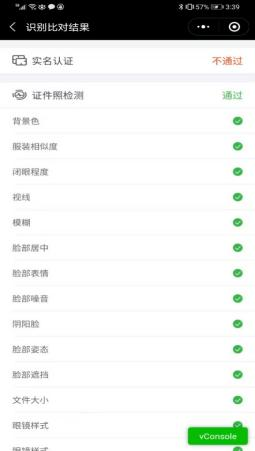 57% 3:39
识别比对结果
实名认证 不通过
证件照检测 通过
背景色
服装相似度
闭眼程度
视线
模糊
脸部居中
脸部表情
脸部噪音
阴阳脸
脸部姿态
脸部遮挡
文件大小
眼镜样式
vConsole